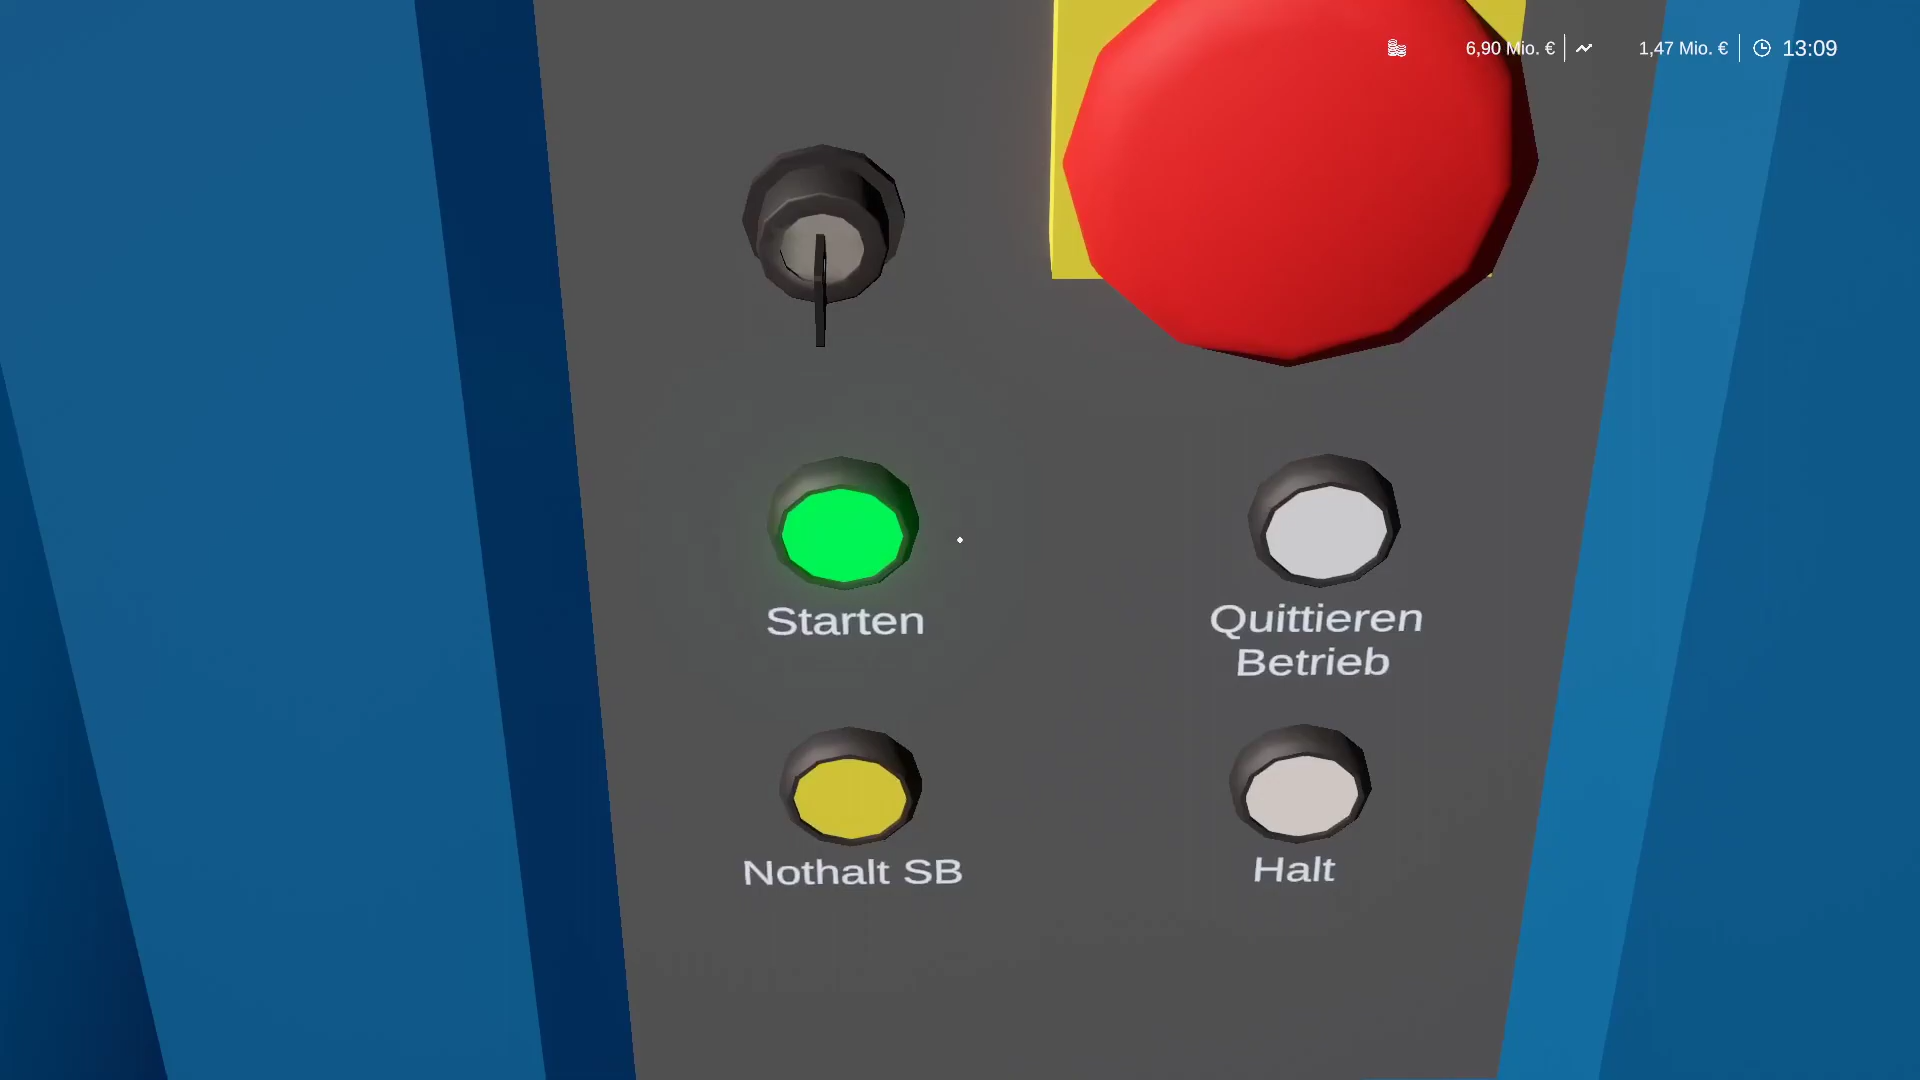 6,90 Mio. € 1,47 Mio. € 13:09
Starten
Quittieren
Betrieb
Nothalt SB
Halt